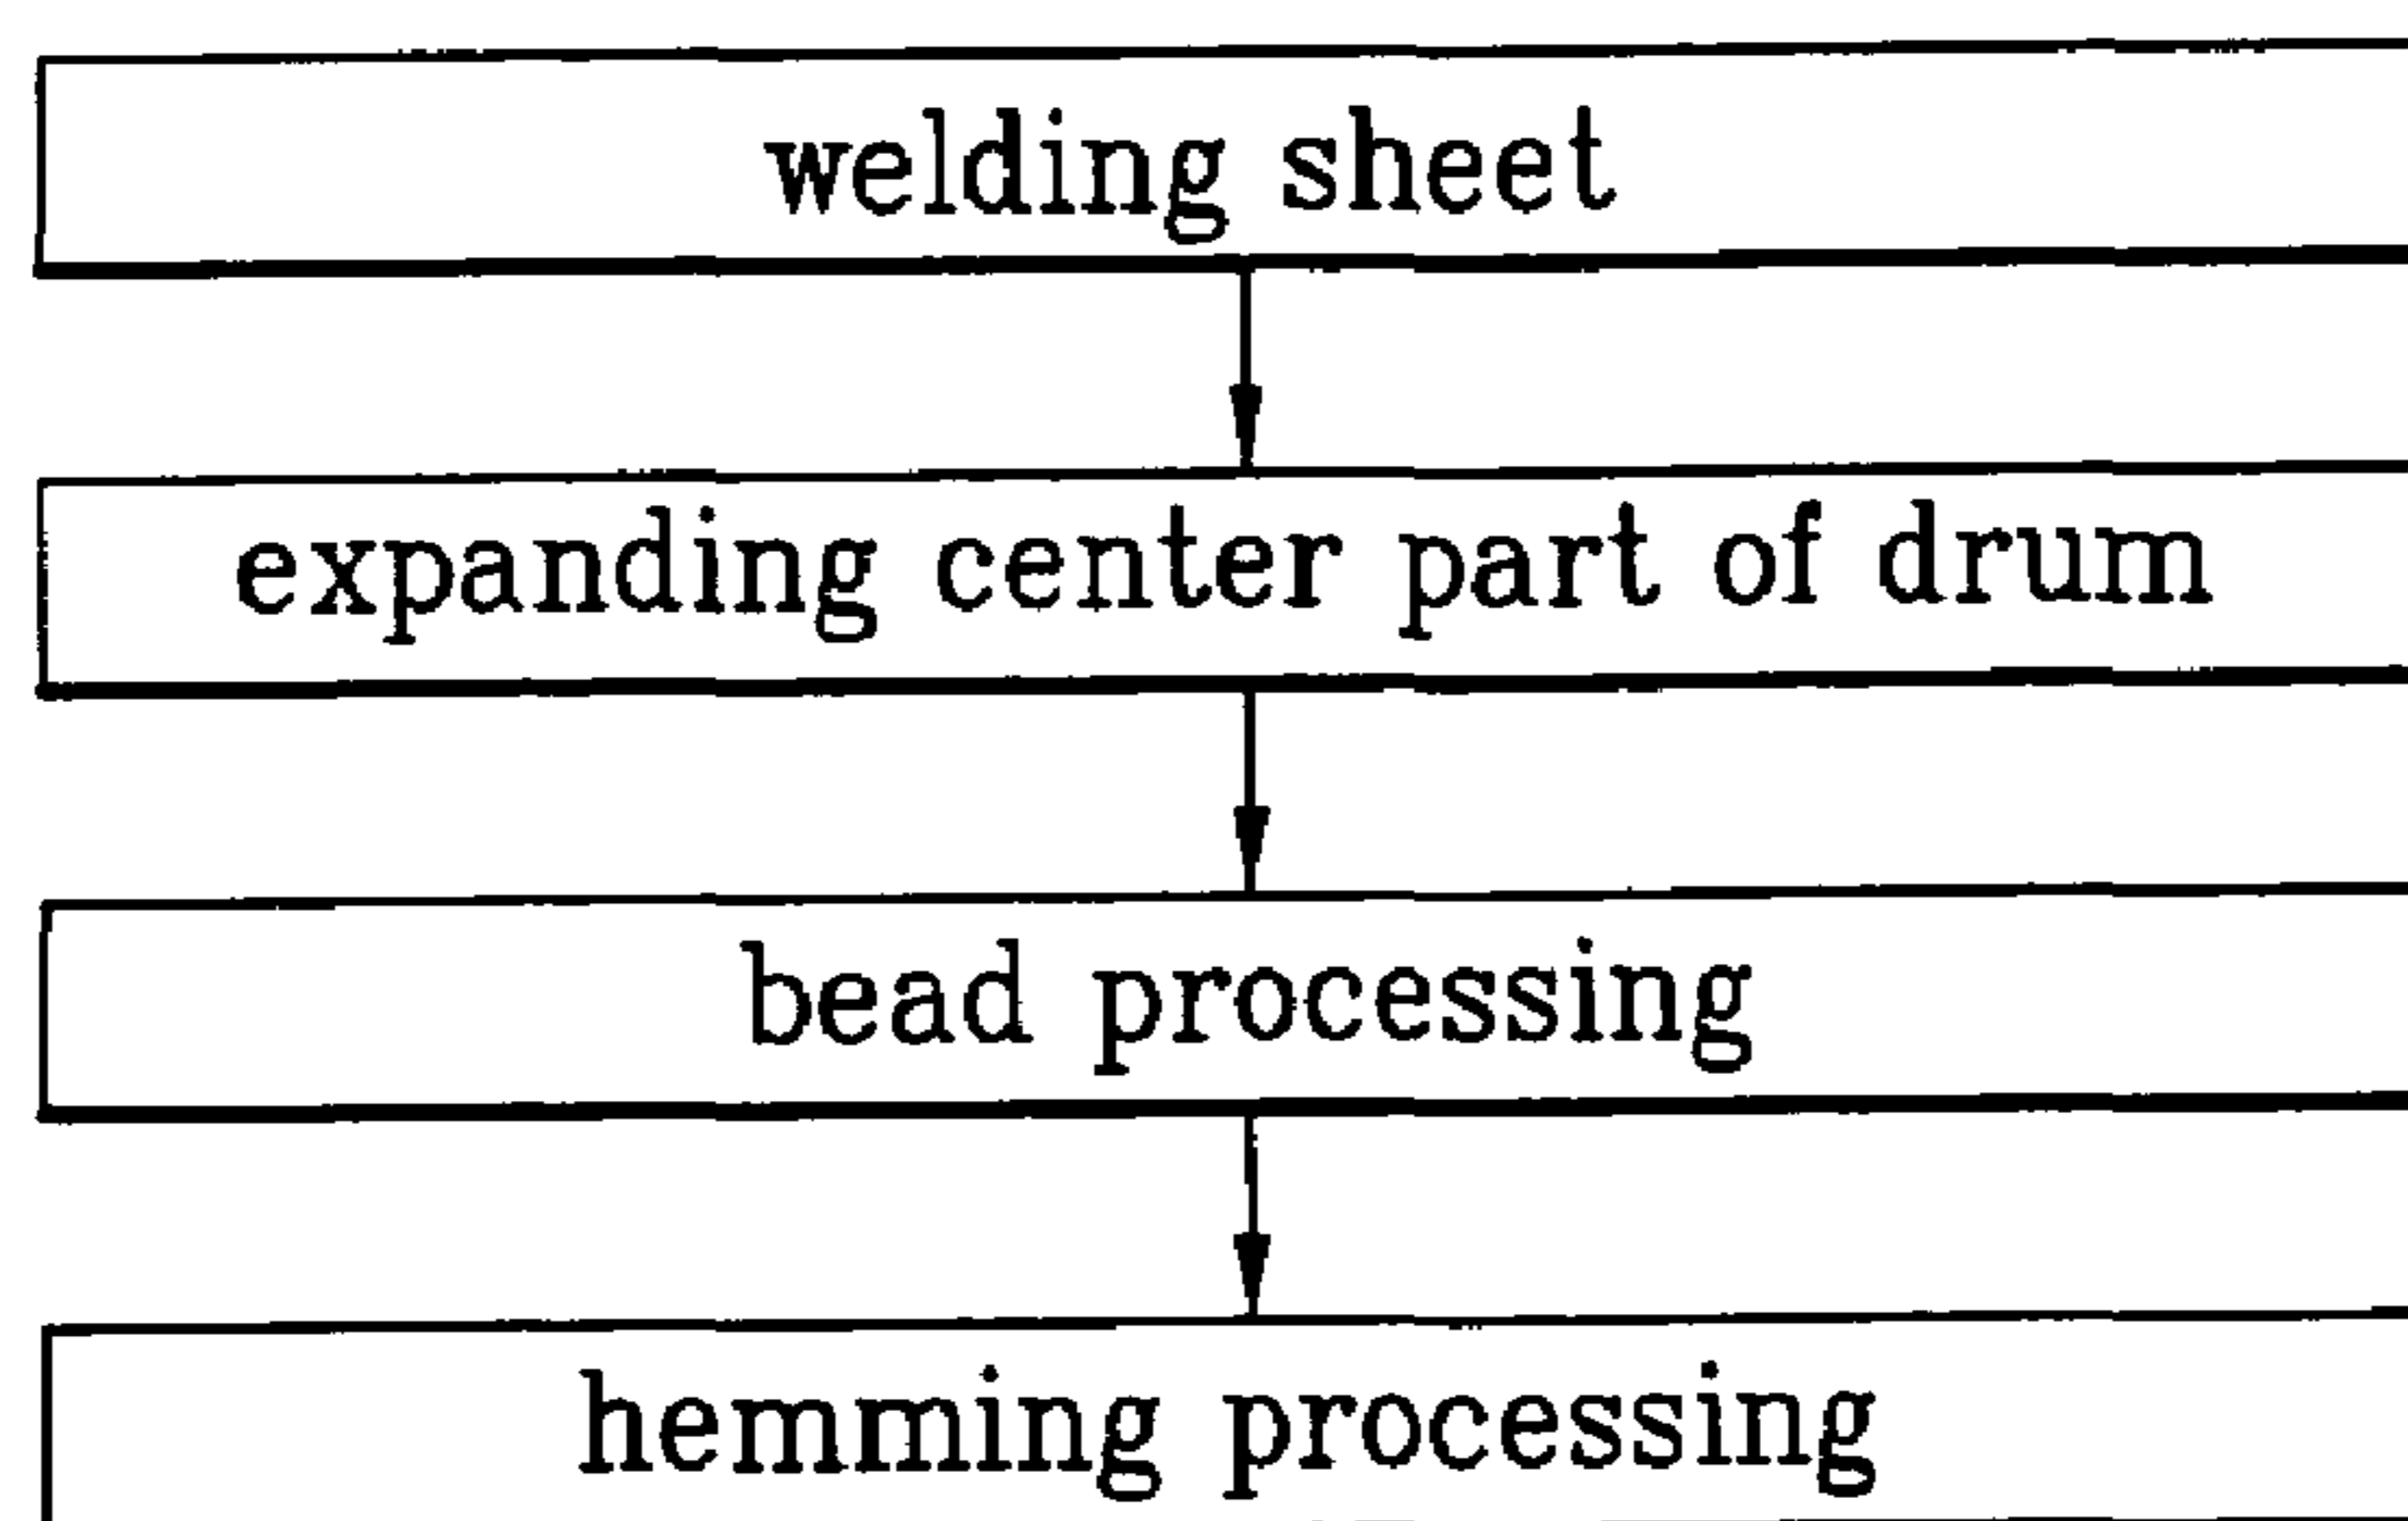 welding sheet
expanding center part of drum
bead processing
hemming processing